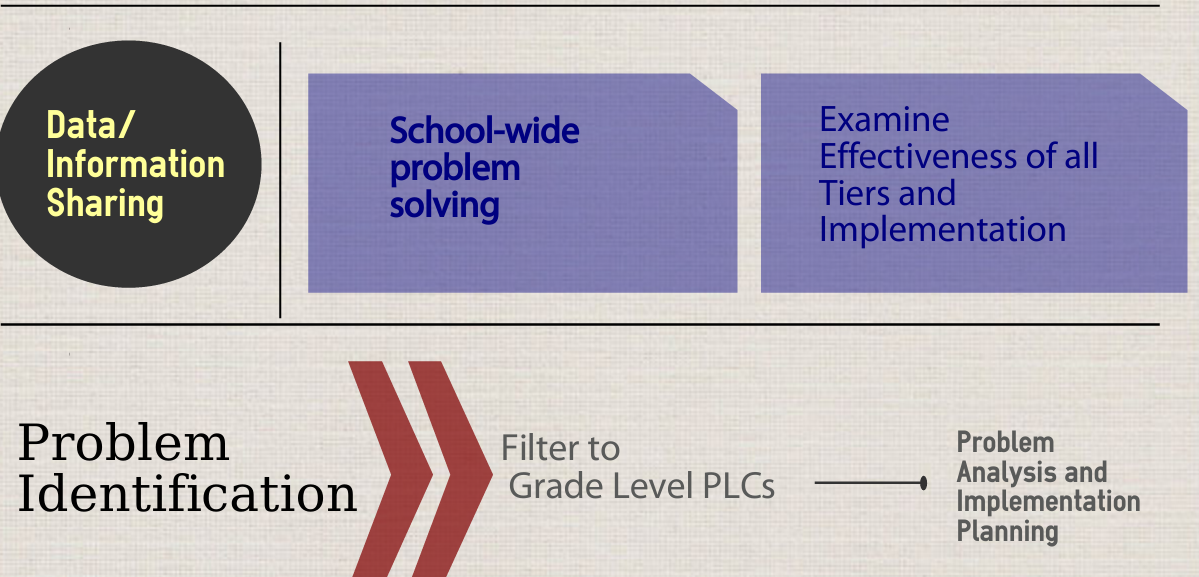 Data/
Information
Sharing
School-wide
problem
solving
Examine
Effectiveness of all
Tiers and
Implementation
Problem
Identification
Filter to
Grade Level PLCs
Problem
Analysis and
Implementation
Planning